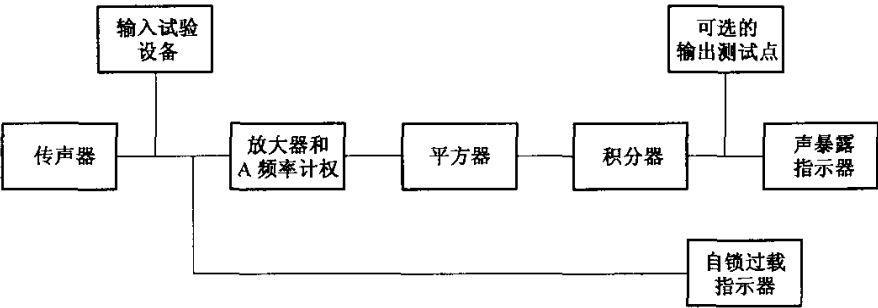 输入试验
设备
可选的
输出测试点
传声器
放大器和
A 频率计权
平方器
积分器
声暴露
指示器
自锁过载
指示器